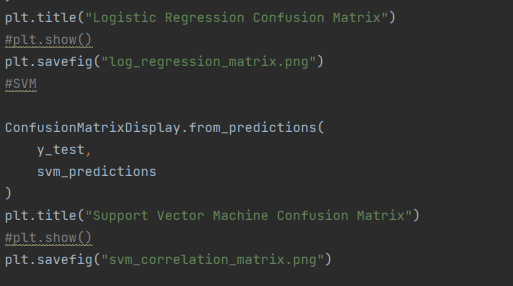 plt.title("Logistic Regression Confusion Matrix")
#plt.show()
plt.savefig("log_regression_matrix.png")
#SVM
ConfusionMatrixDisplay.from_predictions(
y_test,
svm_predictions
)
plt.title("Support Vector Machine Confusion Matrix")
#plt.show()
plt.savefig("svm_correlation_matrix.png")